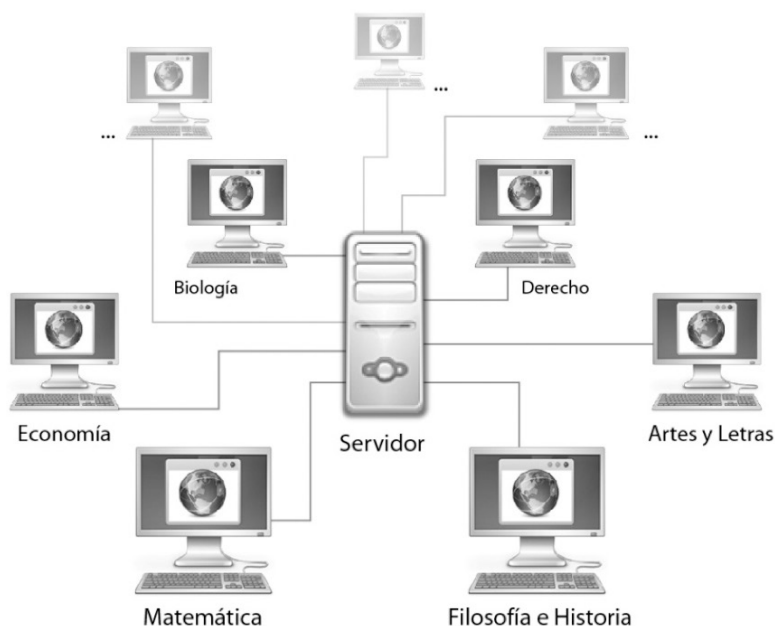 ...
...
...
Biología
Derecho
Economía
Servidor
Artes y Letras
Matemática
Filosofía e Historia